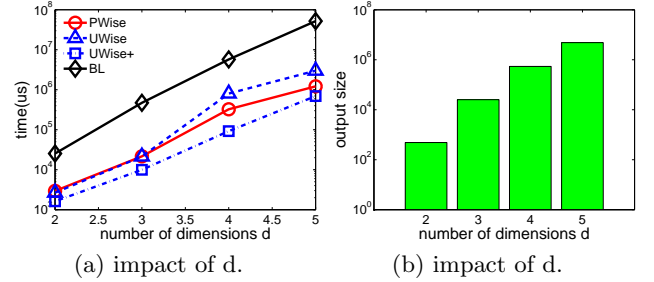 10^8
10^7
10^6
10^5
10^4
10^3
10^2
time(us)
PWise
UWise
UWise+
BL
2 2.5 3 3.5 4 4.5 5
number of dimensions d
(a) impact of d.
10^8
10^6
10^4
10^2
10^0
output size
2 3 4 5
number of dimensions d
(b) impact of d.